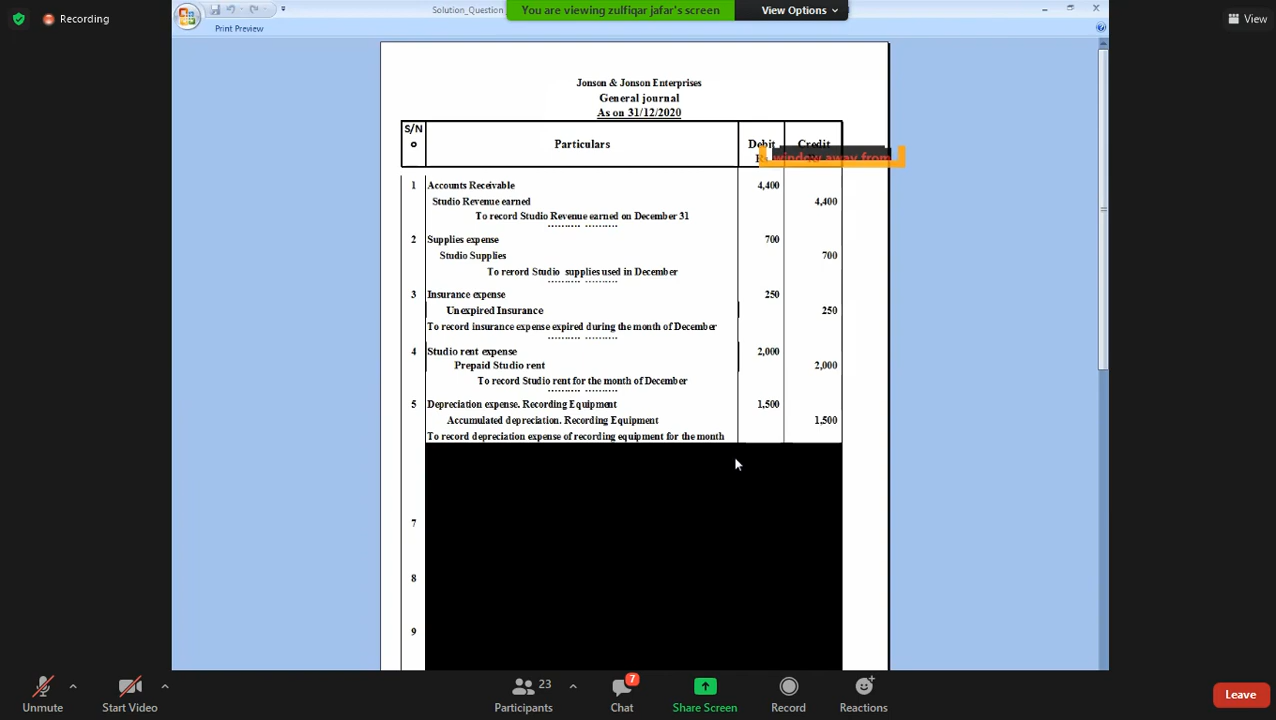 Recording
Solution_Question
You are viewing zulfiqar jafar's screen
View Options
View
Print Preview
Jonson & Jonson Enterprises
General journal
As on 31/12/2020
S/N
o
Particulars
Debit
Credit
window away from
1 Accounts Receivable 4,400
Studio Revenue earned 4,400
To record Studio Revenue earned on December 31
.......... ..........
2 Supplies expense 700
Studio Supplies 700
To rerord Studio supplies used in December
.......... ..........
3 Insurance expense 250
Unexpired Insurance 250
To record insurance expense expired during the month of December
.......... ..........
4 Studio rent expense 2,000
Prepaid Studio rent 2,000
To record Studio rent for the month of December
.......... ..........
5 Depreciation expense. Recording Equipment 1,500
Accumulated depreciation. Recording Equipment 1,500
To record depreciation expense of recording equipment for the month
7
8
9
Unmute
Start Video
23
Participants
7
Chat
Share Screen
Record
Reactions
Leave